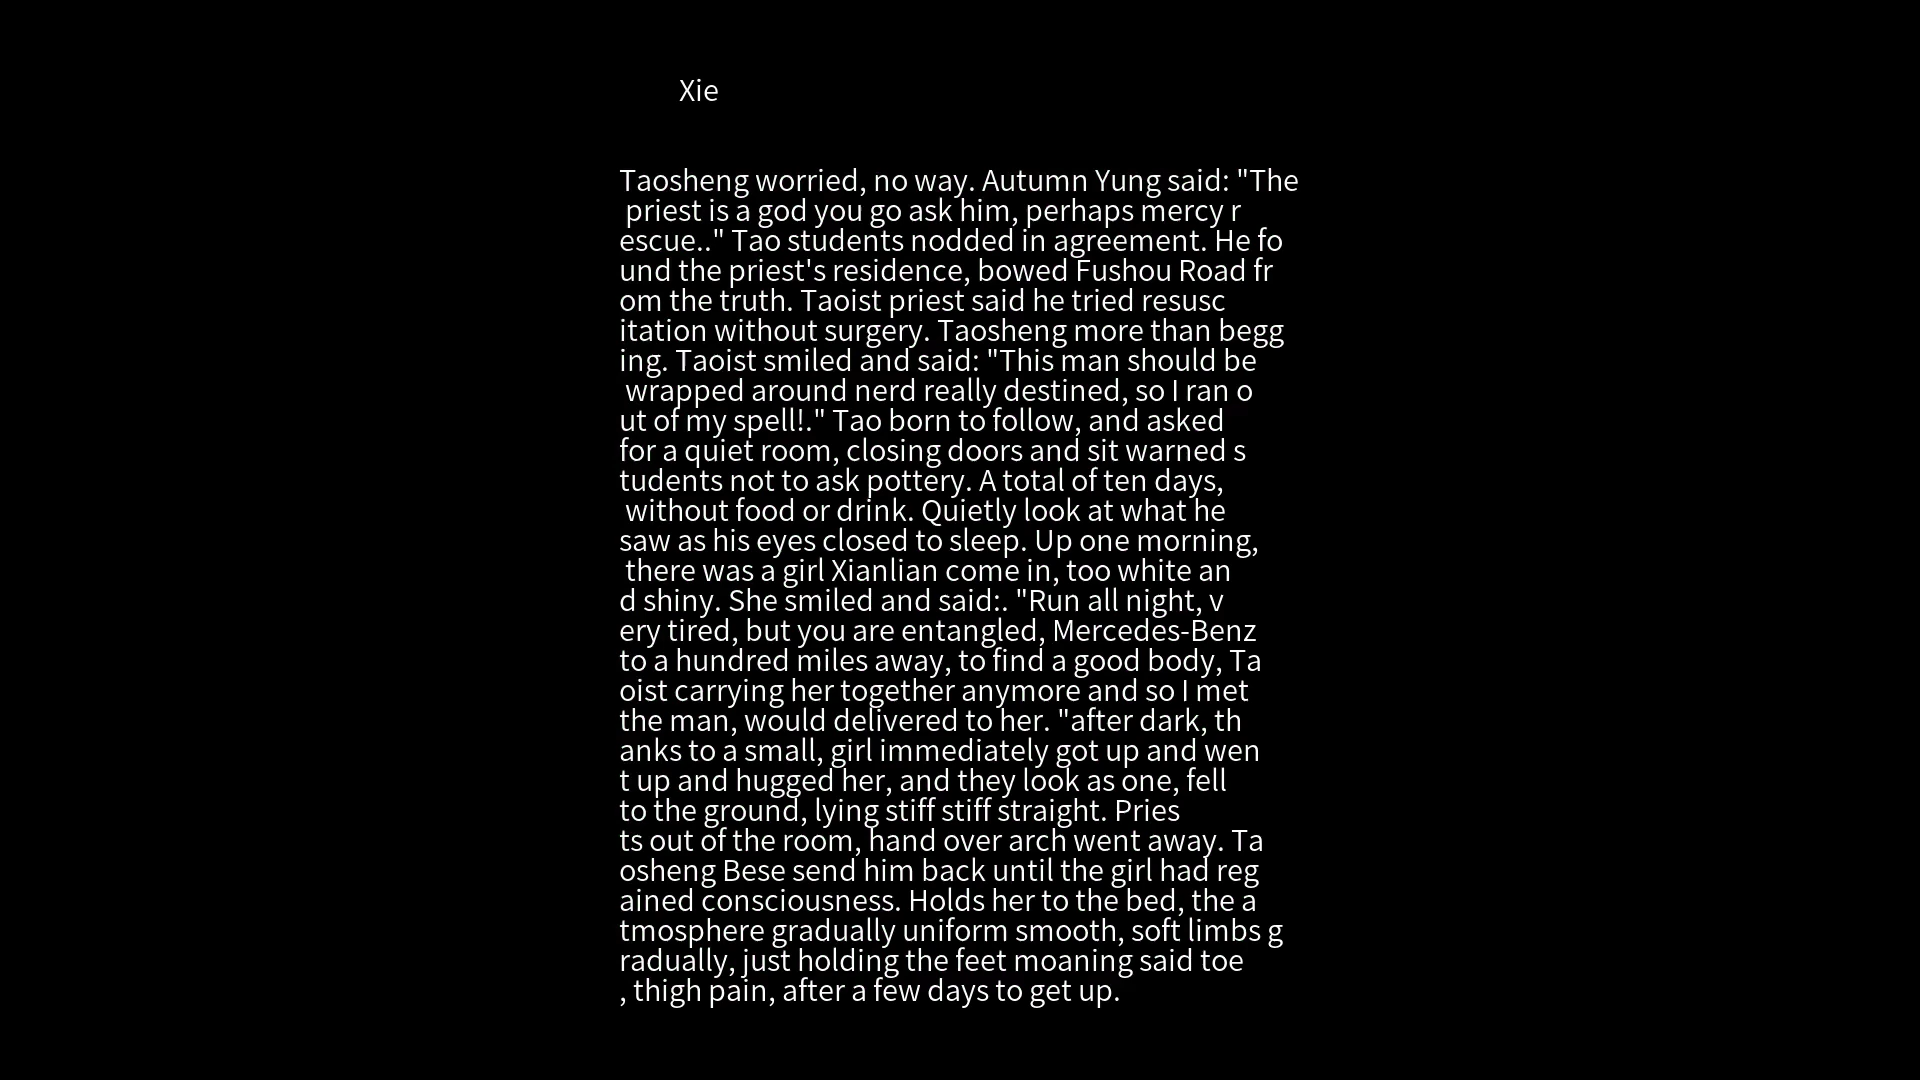 Xie
Taosheng worried, no way. Autumn Yung said: "The
priest is a god you go ask him, perhaps mercy r
escue.." Tao students nodded in agreement. He fo
und the priest's residence, bowed Fushou Road fr
om the truth. Taoist priest said he tried resusc
itation without surgery. Taosheng more than begg
ing. Taoist smiled and said: "This man should be
wrapped around nerd really destined, so I ran o
ut of my spell!." Tao born to follow, and asked
for a quiet room, closing doors and sit warned s
tudents not to ask pottery. A total of ten days,
without food or drink. Quietly look at what he
saw as his eyes closed to sleep. Up one morning,
there was a girl Xianlian come in, too white an
d shiny. She smiled and said:. "Run all night, v
ery tired, but you are entangled, Mercedes-Benz
to a hundred miles away, to find a good body, Ta
oist carrying her together anymore and so I met
the man, would delivered to her. "after dark, th
anks to a small, girl immediately got up and wen
t up and hugged her, and they look as one, fell
to the ground, lying stiff stiff straight. Pries
ts out of the room, hand over arch went away. Ta
osheng Bese send him back until the girl had reg
ained consciousness. Holds her to the bed, the a
tmosphere gradually uniform smooth, soft limbs g
radually, just holding the feet moaning said toe
, thigh pain, after a few days to get up.